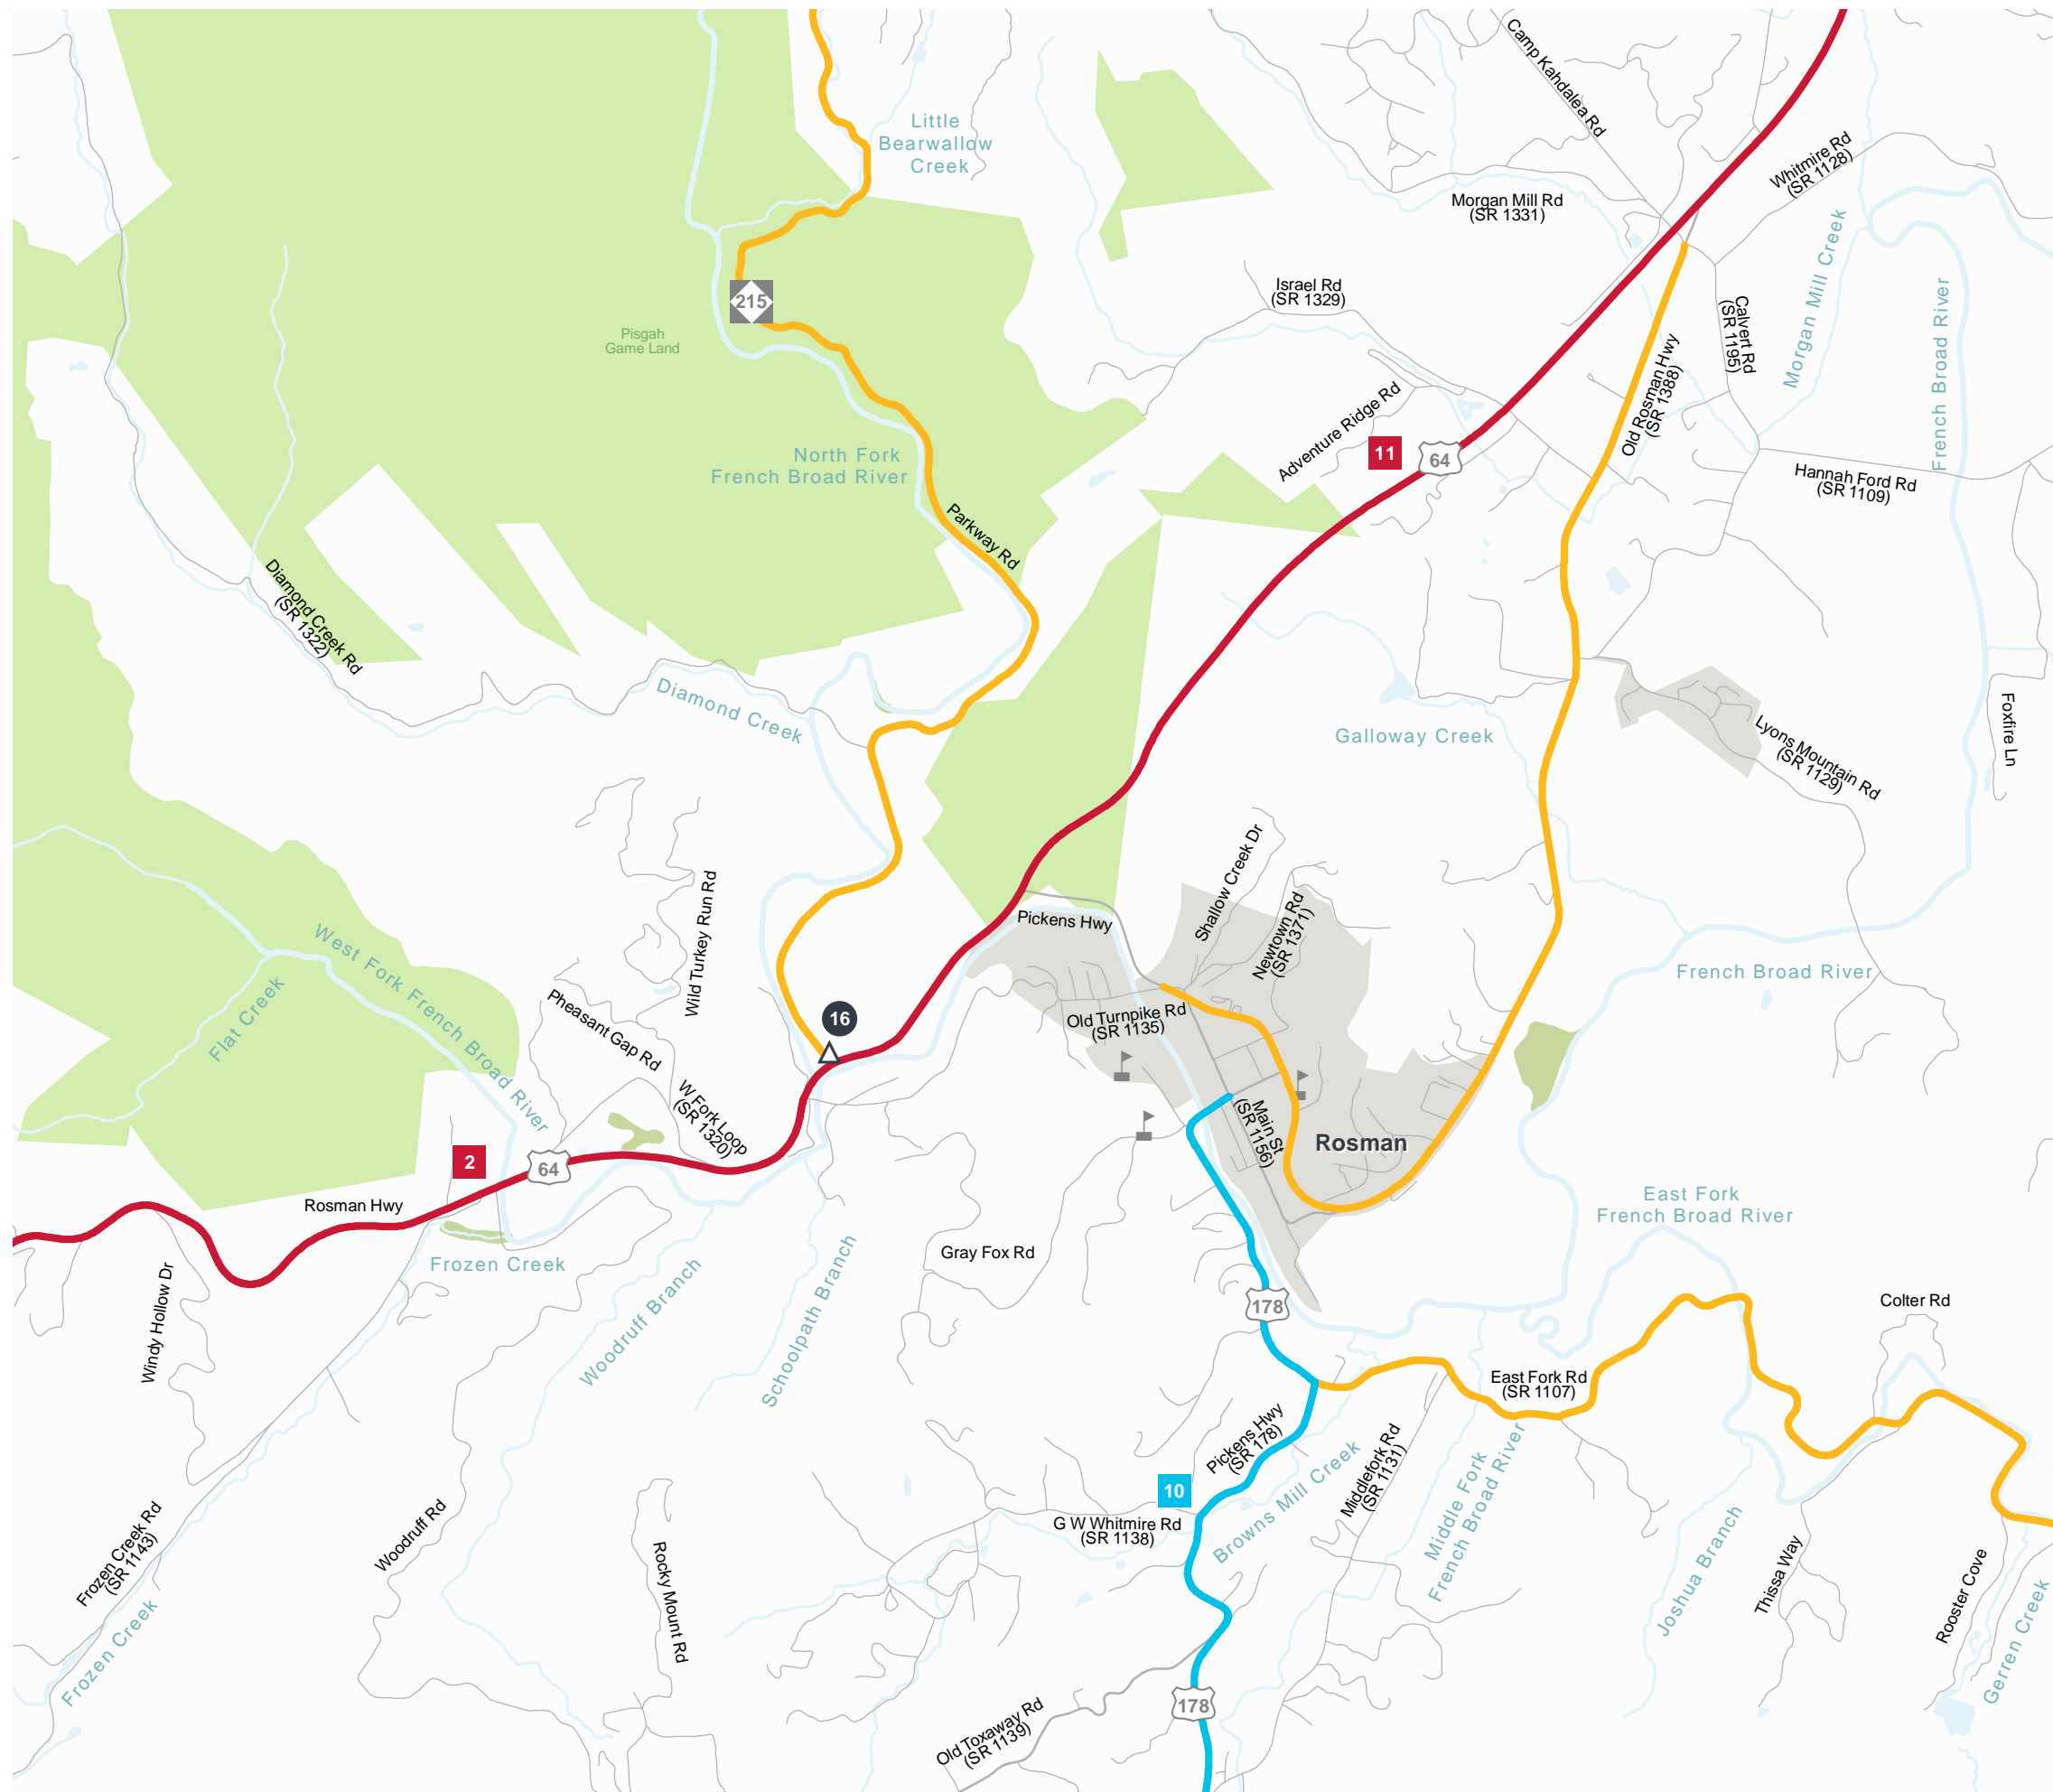 Camp Kahdalea Rd
Little
Bearwallow
Creek
Whitmire Rd
(SR 1128)
Morgan Mill Rd
(SR 1331)
Morgan Mill Creek
French Broad River
Israel Rd
(SR 1329)
215
Pisgah
Game Land
Calvert Rd
(SR 1195)
Old Rosman Hwy
(SR 1388)
Adventure Ridge Rd
11
64
North Fork
French Broad River
Hannah Ford Rd
(SR 1109)
Parkway Rd
Diamond Creek Rd
(SR 1322)
Diamond Creek
Galloway Creek
Lyons Mountain Rd
(SR 1129)
Foxfire Ln
Shallow Creek Dr
Newtown Rd
(SR 1371)
Pickens Hwy
Wild Turkey Run Rd
West Fork French Broad River
Flat Creek
French Broad River
Pheasant Gap Rd
16
Old Turnpike Rd
(SR 1135)
W Fork Loop
(SR 1320)
Main St
(SR 1156)
Rosman
2
64
Rosman Hwy
East Fork
French Broad River
Gray Fox Rd
Frozen Creek
Windy Hollow Dr
Woodruff Branch
Schoolpath Branch
178
Colter Rd
East Fork Rd
(SR 1107)
Pickens Hwy
(SR 178)
Middlefork Rd
(SR 1131)
Middle Fork
French Broad River
10
G W Whitmire Rd
(SR 1138)
Browns Mill Creek
Woodruff Rd
Frozen Creek Rd
(SR 1143)
Frozen Creek
Rocky Mount Rd
Joshua Branch
Thissa Way
Rooster Cove
Gerren Creek
178
Old Toxaway Rd
(SR 1139)